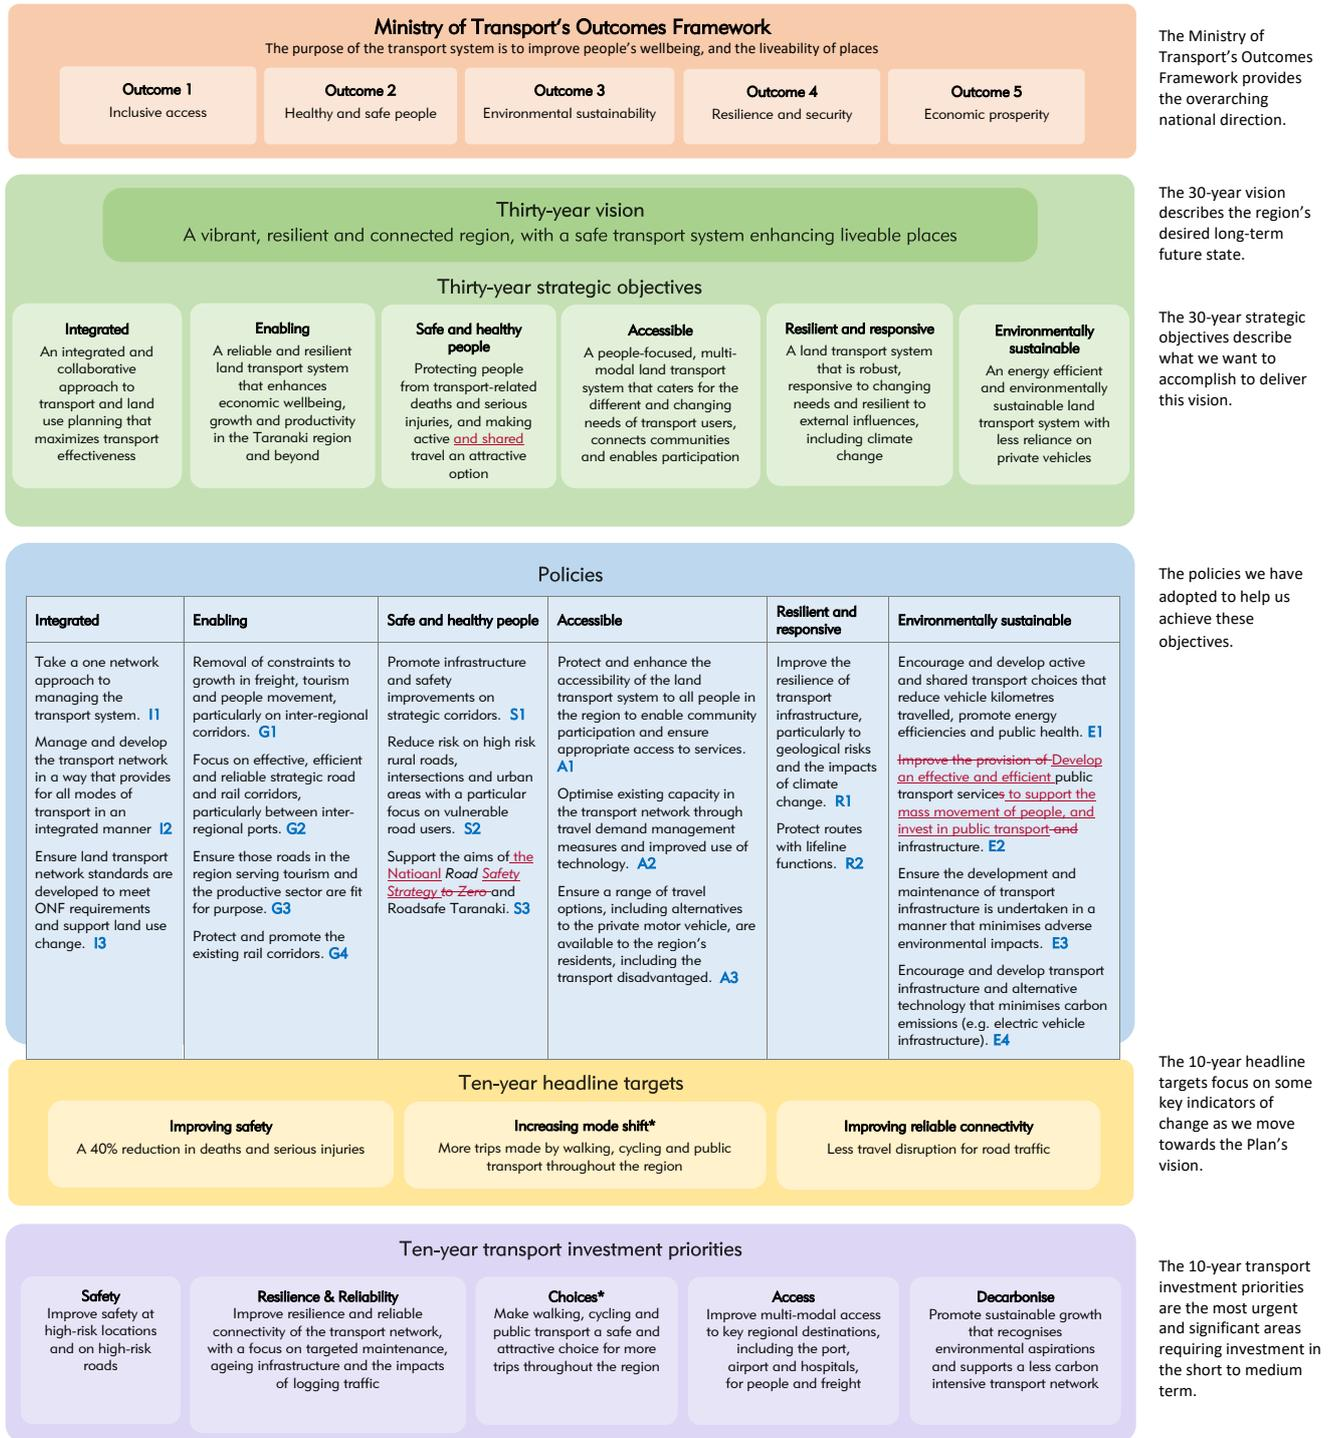 Ministry of Transport's Outcomes Framework
The purpose of the transport system is to improve people's wellbeing, and the liveability of places
Outcome 1
Inclusive access
Outcome 2
Healthy and safe people
Outcome 3
Environmental sustainability
Outcome 4
Resilience and security
Outcome 5
Economic prosperity
The Ministry of
Transport's Outcomes
Framework provides
the overarching
national direction.
Thirty-year vision
A vibrant, resilient and connected region, with a safe transport system enhancing liveable places
The 30-year vision
describes the region's
desired long-term
future state.
Thirty-year strategic objectives
Integrated
An integrated and
collaborative
approach to
transport and land
use planning that
maximizes transport
effectiveness
Enabling
A reliable and resilient
land transport system
that enhances
economic wellbeing,
growth and productivity
in the Taranaki region
and beyond
Safe and healthy
people
Protecting people
from transport-related
deaths and serious
injuries, and making
active and shared
travel an attractive
option
Accessible
A people-focused, multi-
modal land transport
system that caters for the
different and changing
needs of transport users,
connects communities
and enables participation
Resilient and responsive
A land transport system
that is robust,
responsive to changing
needs and resilient to
external influences,
including climate
change
Environmentally
sustainable
An energy efficient
and environmentally
sustainable land
transport system with
less reliance on
private vehicles
The 30-year strategic
objectives describe
what we want to
accomplish to deliver
this vision.
Policies
Integrated
Take a one network
approach to
managing the
transport system. I1
Manage and develop
the transport network
in a way that provides
for all modes of
transport in an
integrated manner I2
Ensure land transport
network standards are
developed to meet
ONF requirements
and support land use
change. I3
Enabling
Removal of constraints to
growth in freight, tourism
and people movement,
particularly on inter-regional
corridors. G1
Focus on effective, efficient
and reliable strategic road
and rail corridors,
particularly between inter-
regional ports. G2
Ensure those roads in the
region serving tourism and
the productive sector are fit
for purpose. G3
Protect and promote the
existing rail corridors. G4
Safe and healthy people
Promote infrastructure
and safety
improvements on
strategic corridors. S1
Reduce risk on high risk
rural roads,
intersections and urban
areas with a particular
focus on vulnerable
road users. S2
Support the aims of the
Natioanl Road Safety
Strategy to Zero and
Roadsafe Taranaki. S3
Accessible
Protect and enhance the
accessibility of the land
transport system to all people in
the region to enable community
participation and ensure
appropriate access to services.
A1
Optimise existing capacity in
the transport network through
travel demand management
measures and improved use of
technology. A2
Ensure a range of travel
options, including alternatives
to the private motor vehicle, are
available to the region's
residents, including the
transport disadvantaged. A3
Resilient and
responsive
Improve the
resilience of
transport
infrastructure,
particularly to
geological risks
and the impacts
of climate
change. R1
Protect routes
with lifeline
functions. R2
Environmentally sustainable
Encourage and develop active
and shared transport choices that
reduce vehicle kilometres
travelled, promote energy
efficiencies and public health. E1
Improve the provision of Develop
an effective and efficient public
transport services to support the
mass movement of people, and
invest in public transport and
infrastructure. E2
Ensure the development and
maintenance of transport
infrastructure is undertaken in a
manner that minimises adverse
environmental impacts. E3
Encourage and develop transport
infrastructure and alternative
technology that minimises carbon
emissions (e.g. electric vehicle
infrastructure). E4
The policies we have
adopted to help us
achieve these
objectives.
Ten-year headline targets
Improving safety
A 40% reduction in deaths and serious injuries
Increasing mode shift*
More trips made by walking, cycling and public
transport throughout the region
Improving reliable connectivity
Less travel disruption for road traffic
The 10-year headline
targets focus on some
key indicators of
change as we move
towards the Plan's
vision.
Ten-year transport investment priorities
Safety
Improve safety at
high-risk locations
and on high-risk
roads
Resilience & Reliability
Improve resilience and reliable
connectivity of the transport network,
with a focus on targeted maintenance,
ageing infrastructure and the impacts
of logging traffic
Choices*
Make walking, cycling and
public transport a safe and
attractive choice for more
trips throughout the region
Access
Improve multi-modal access
to key regional destinations,
including the port,
airport and hospitals,
for people and freight
Decarbonise
Promote sustainable growth
that recognises
environmental aspirations
and supports a less carbon
intensive transport network
The 10-year transport
investment priorities
are the most urgent
and significant areas
requiring investment in
the short to medium
term.